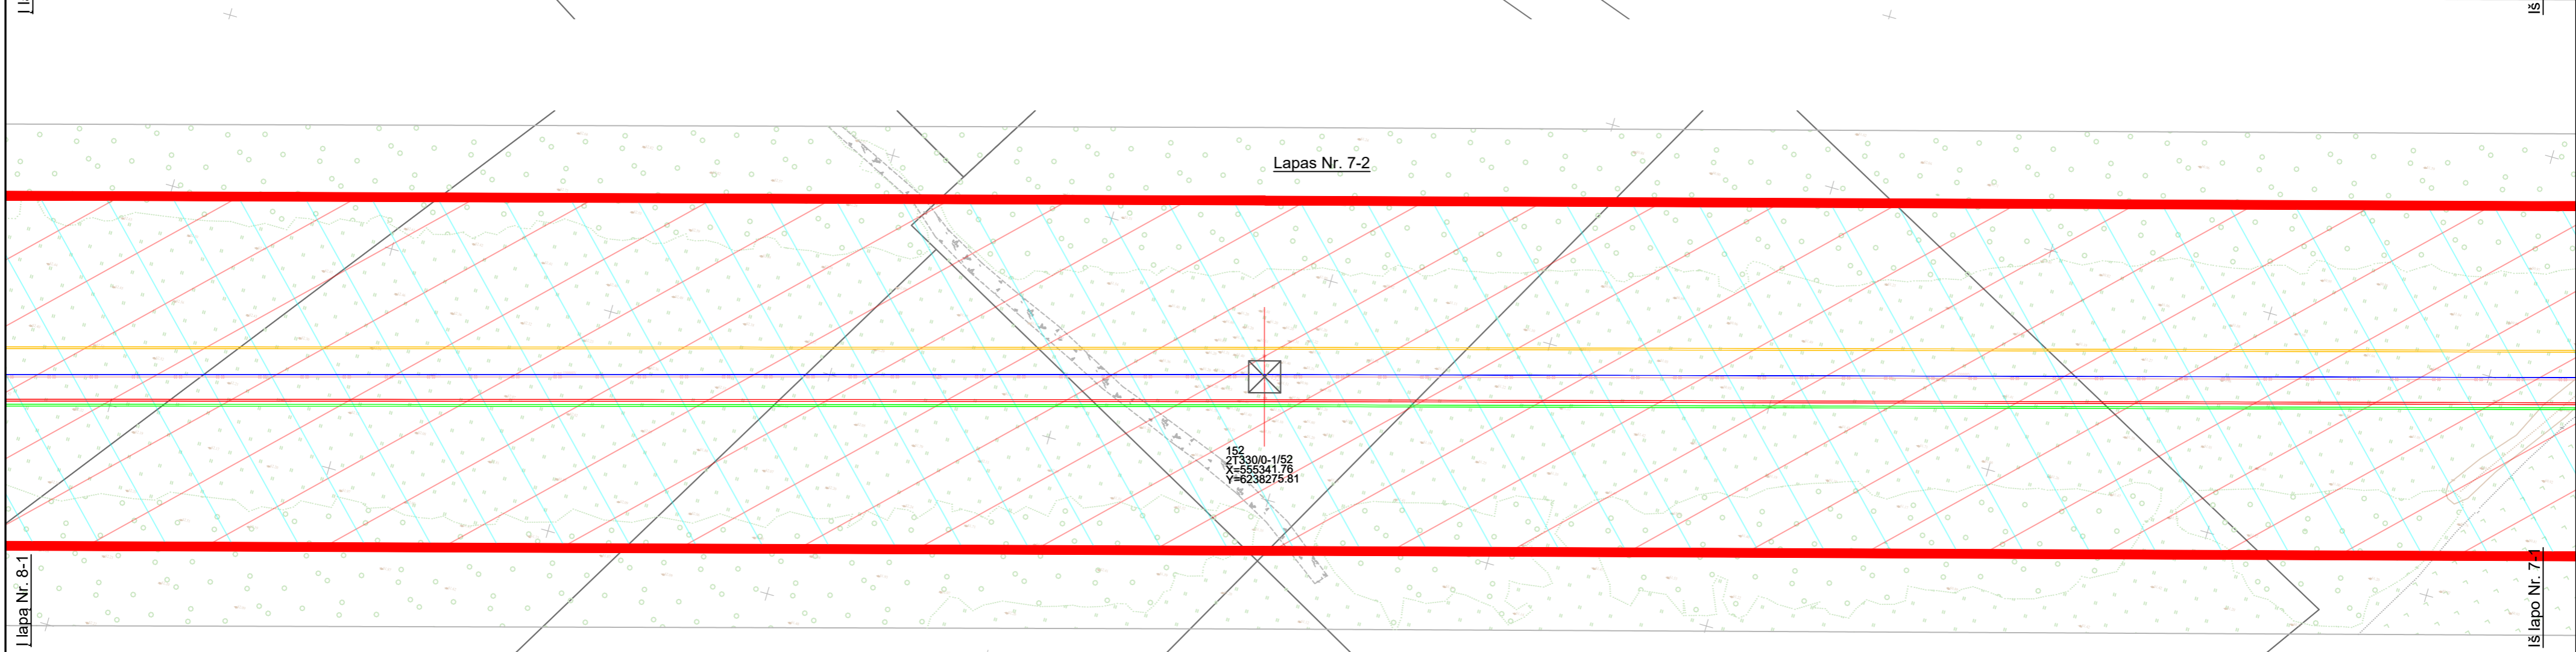 Lapas Nr. 7-2
152
2T330/0-1/52
X=555341.76
Y=6238275.81
Į lapa Nr. 8-1
Iš lapo Nr. 7-1
Iš